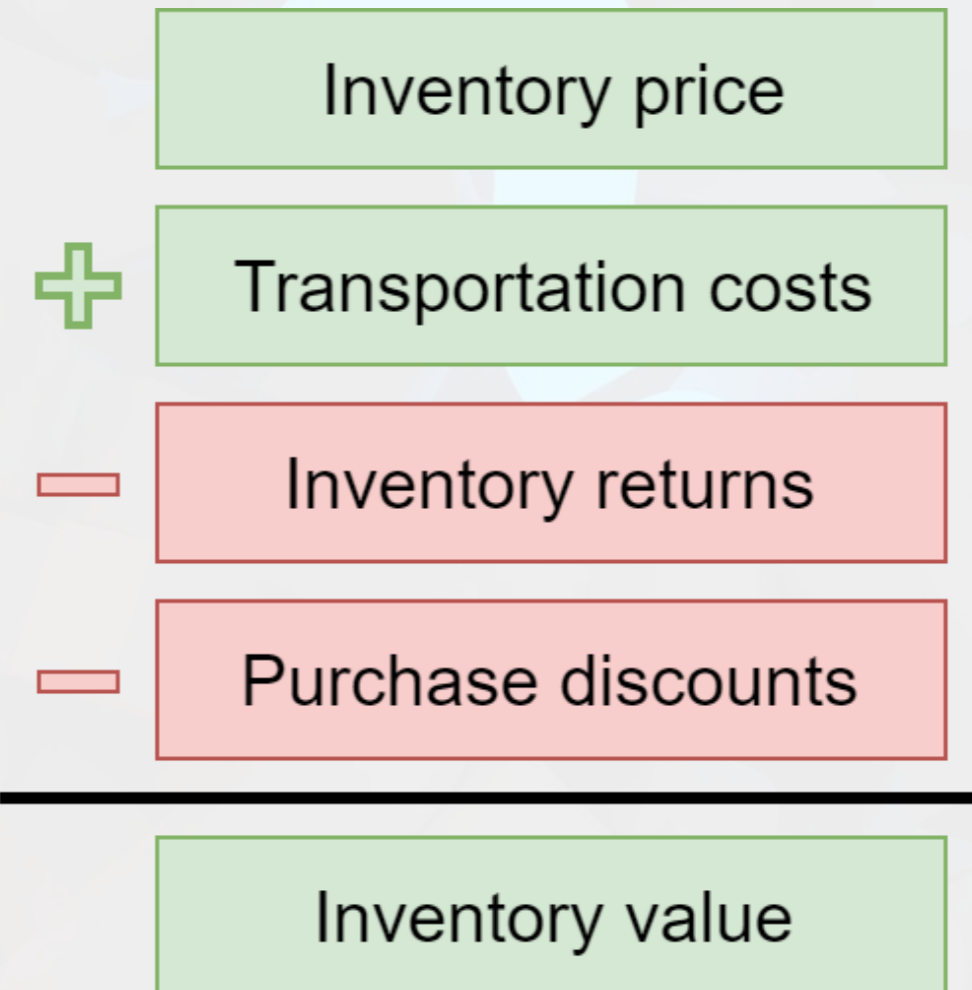 Inventory price
Transportation costs
Inventory returns
Purchase discounts
Inventory value